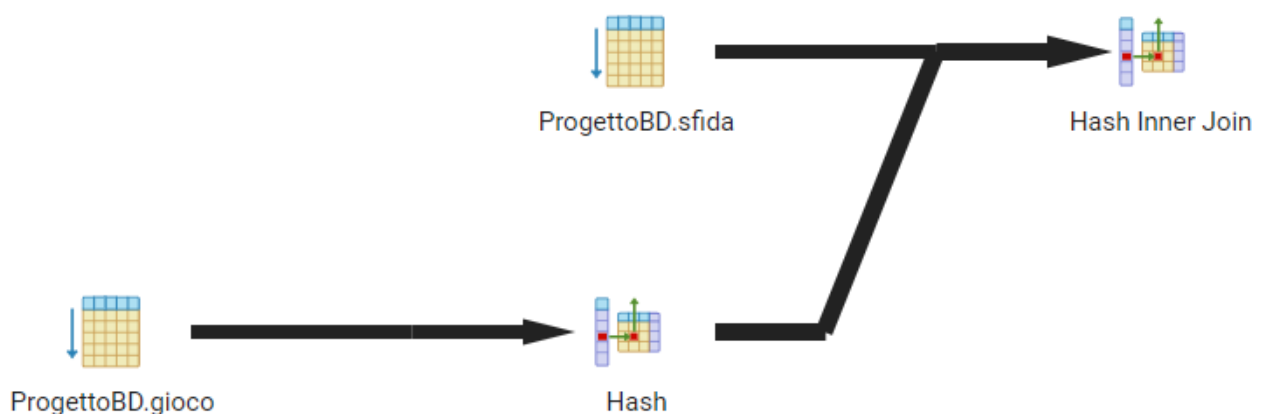 ProgettoBD.sfida
Hash Inner Join
ProgettoBD.gioco
Hash